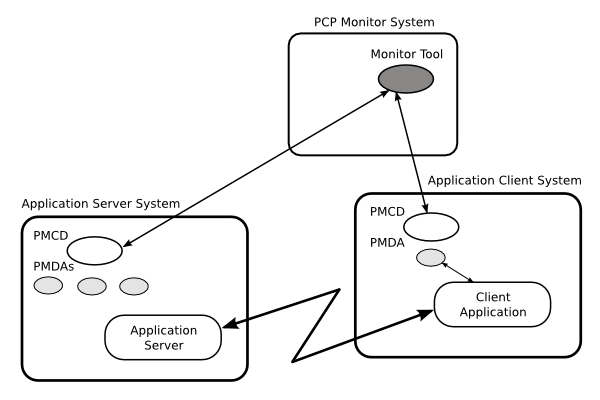 PCP Monitor System
Monitor Tool
Application Server System
PMCD
PMDAs
Application
Server
Application Client System
PMCD
PMDA
Client
Application